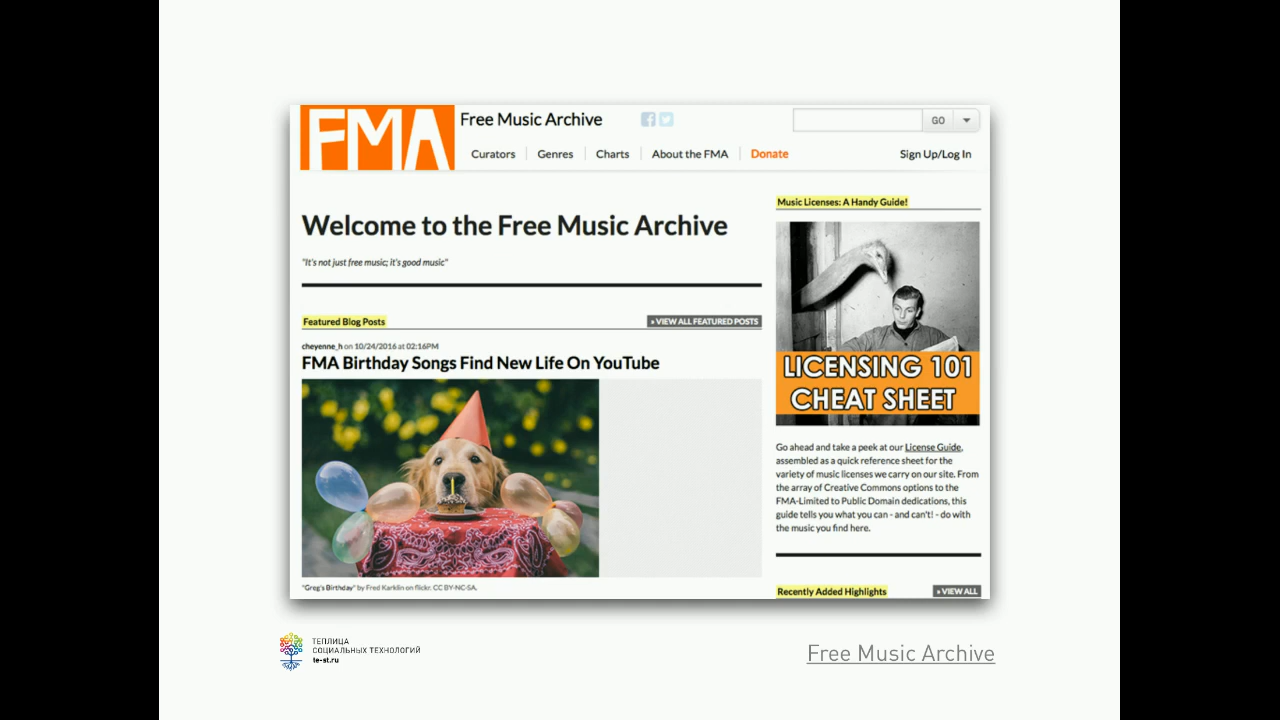 FMA
Free Music Archive
GO
Curators
Genres
Charts
About the FMA
Donate
Sign Up/Log In
Welcome to the Free Music Archive
"It's not just free music; it's good music"
Featured Blog Posts
» VIEW ALL FEATURED POSTS
cheyenne_h on 10/24/2016 at 02:16PM
FMA Birthday Songs Find New Life On YouTube
"Greg's Birthday" by Fred Karklin on flickr. CC BY-NC-SA.
Music Licenses: A Handy Guide!
LICENSING 101
CHEAT SHEET
Go ahead and take a peek at our License Guide,
assembled as a quick reference sheet for the
variety of music licenses we carry on our site. From
the array of Creative Commons options to the
FMA-Limited to Public Domain dedications, this
guide tells you what you can - and can't! - do with
the music you find here.
Recently Added Highlights
» VIEW ALL
ТЕПЛИЦА
СОЦИАЛЬНЫХ ТЕХНОЛОГИЙ
te-st.ru
Free Music Archive